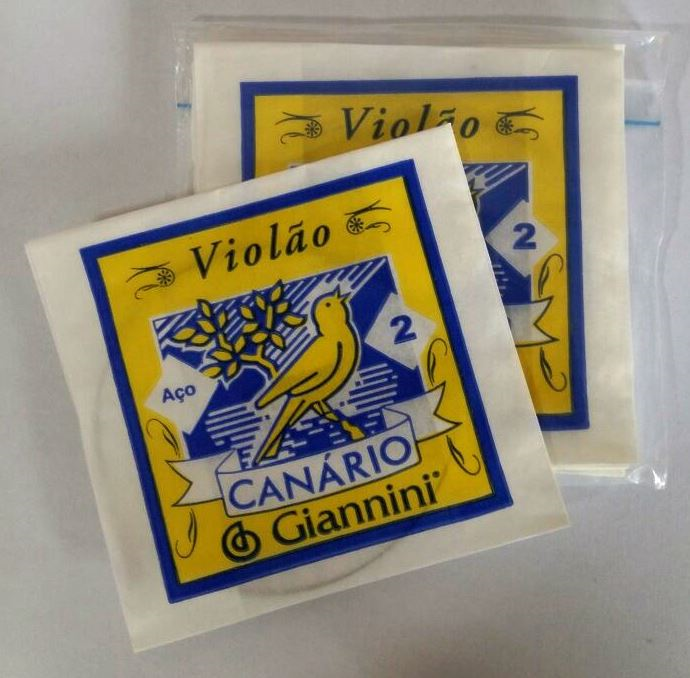 Violão
2
Violão
2
Aço
CANÁRIO
Giannini